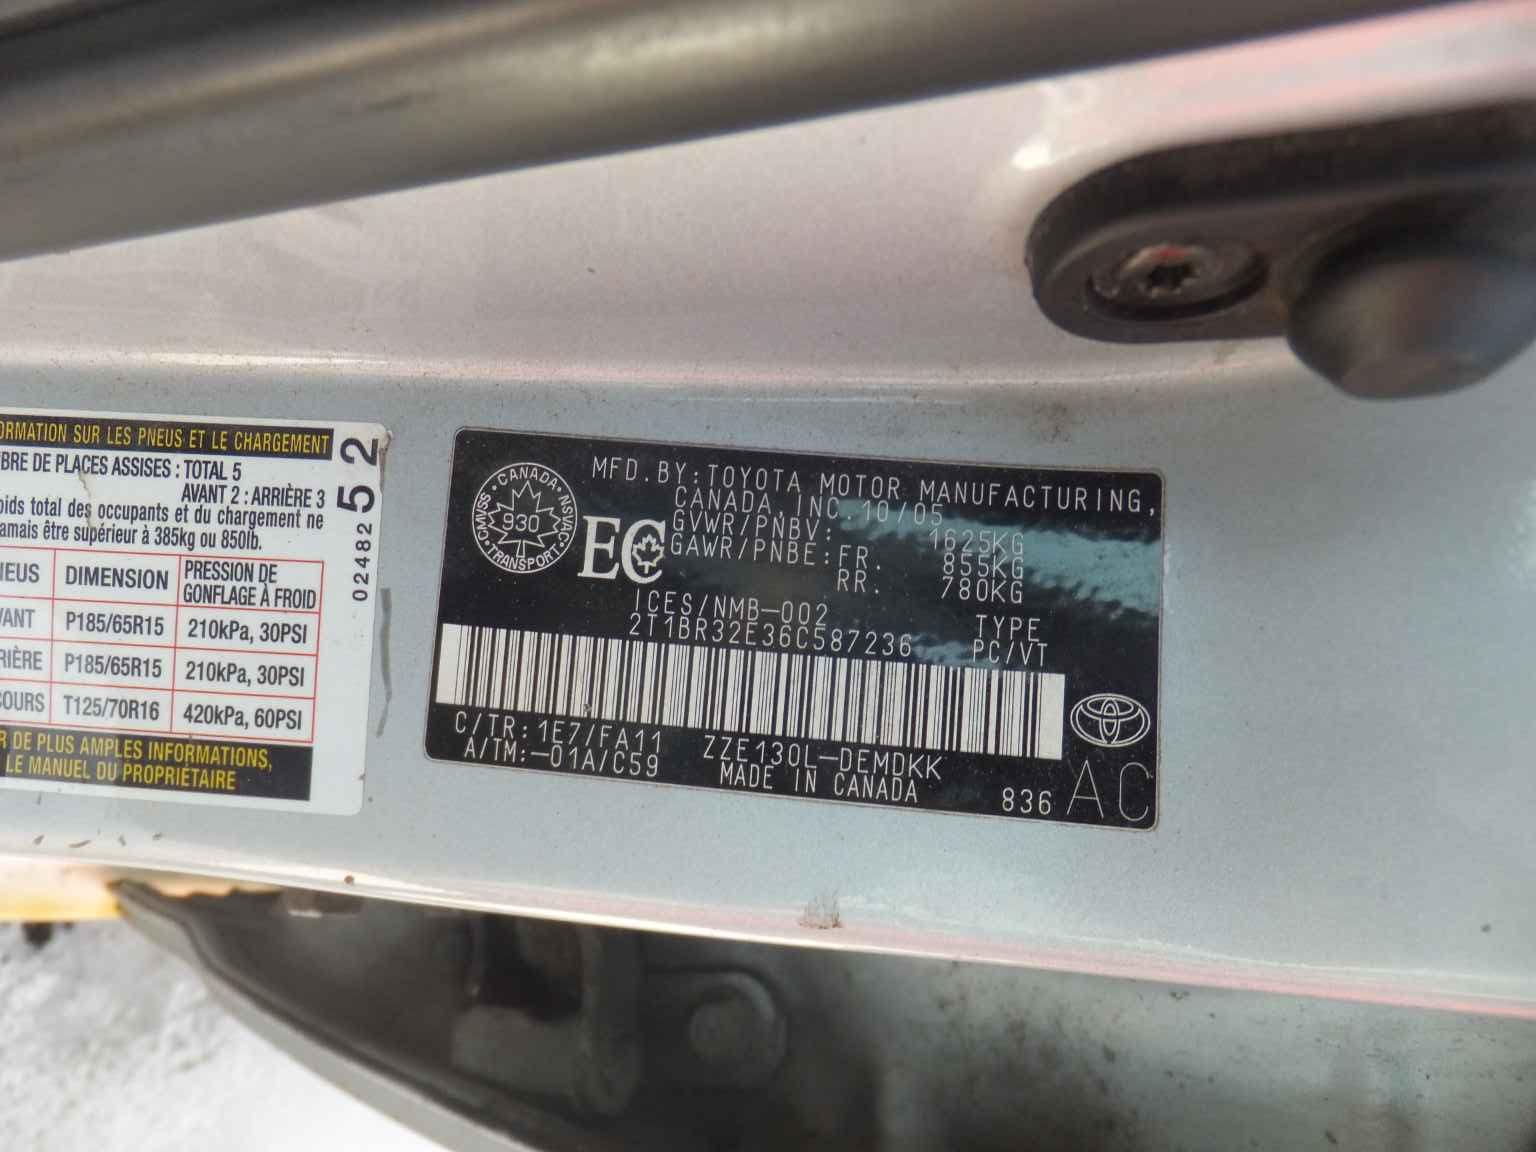 ORMATION SUR LES PNEUS ET LE CHARGEMENT
BRE DE PLACES ASSISES : TOTAL 5
AVANT 2 : ARRIÈRE 3
oids total des occupants et du chargement ne
amais être supérieur à 385kg ou 850lb.
IEUS DIMENSION PRESSION DE GONFLAGE À FROID
VANT P185/65R15 210kPa, 30PSI
RIÈRE P185/65R15 210kPa, 30PSI
COURS T125/70R16 420kPa, 60PSI
R DE PLUS AMPLES INFORMATIONS,
LE MANUEL DU PROPRIÉTAIRE
02482 52
CANADA
CMVSS NSVAC
930
TRANSPORT
EC
MFD.BY:TOYOTA MOTOR MANUFACTURING,
CANADA,INC.10/05
GVWR/PNBV: 1625KG
GAWR/PNBE:FR. 855KG
RR. 780KG
ICES/NMB-002 TYPE
2T1BR32E36C587236 PC/VT
C/TR:1E7/FA11 ZZE130L-DEMDKK
A/TM:-01A/C59 MADE IN CANADA 836 AC